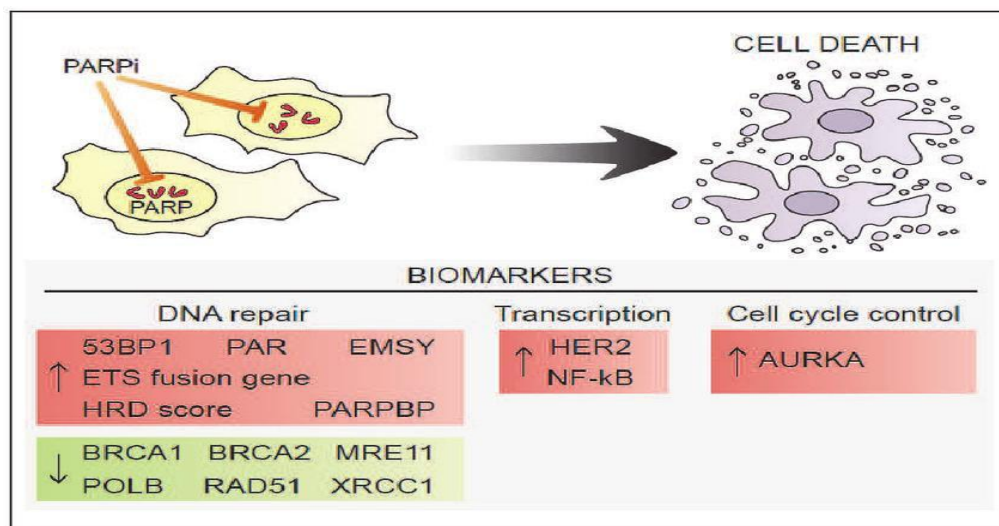 CELL DEATH
PARPi
PARP
BIOMARKERS
DNA repair
↑ 53BP1 PAR EMSY
ETS fusion gene
HRD score PARPBP
↓ BRCA1 BRCA2 MRE11
POLB RAD51 XRCC1
Transcription
↑ HER2
NF-kB
Cell cycle control
↑ AURKA